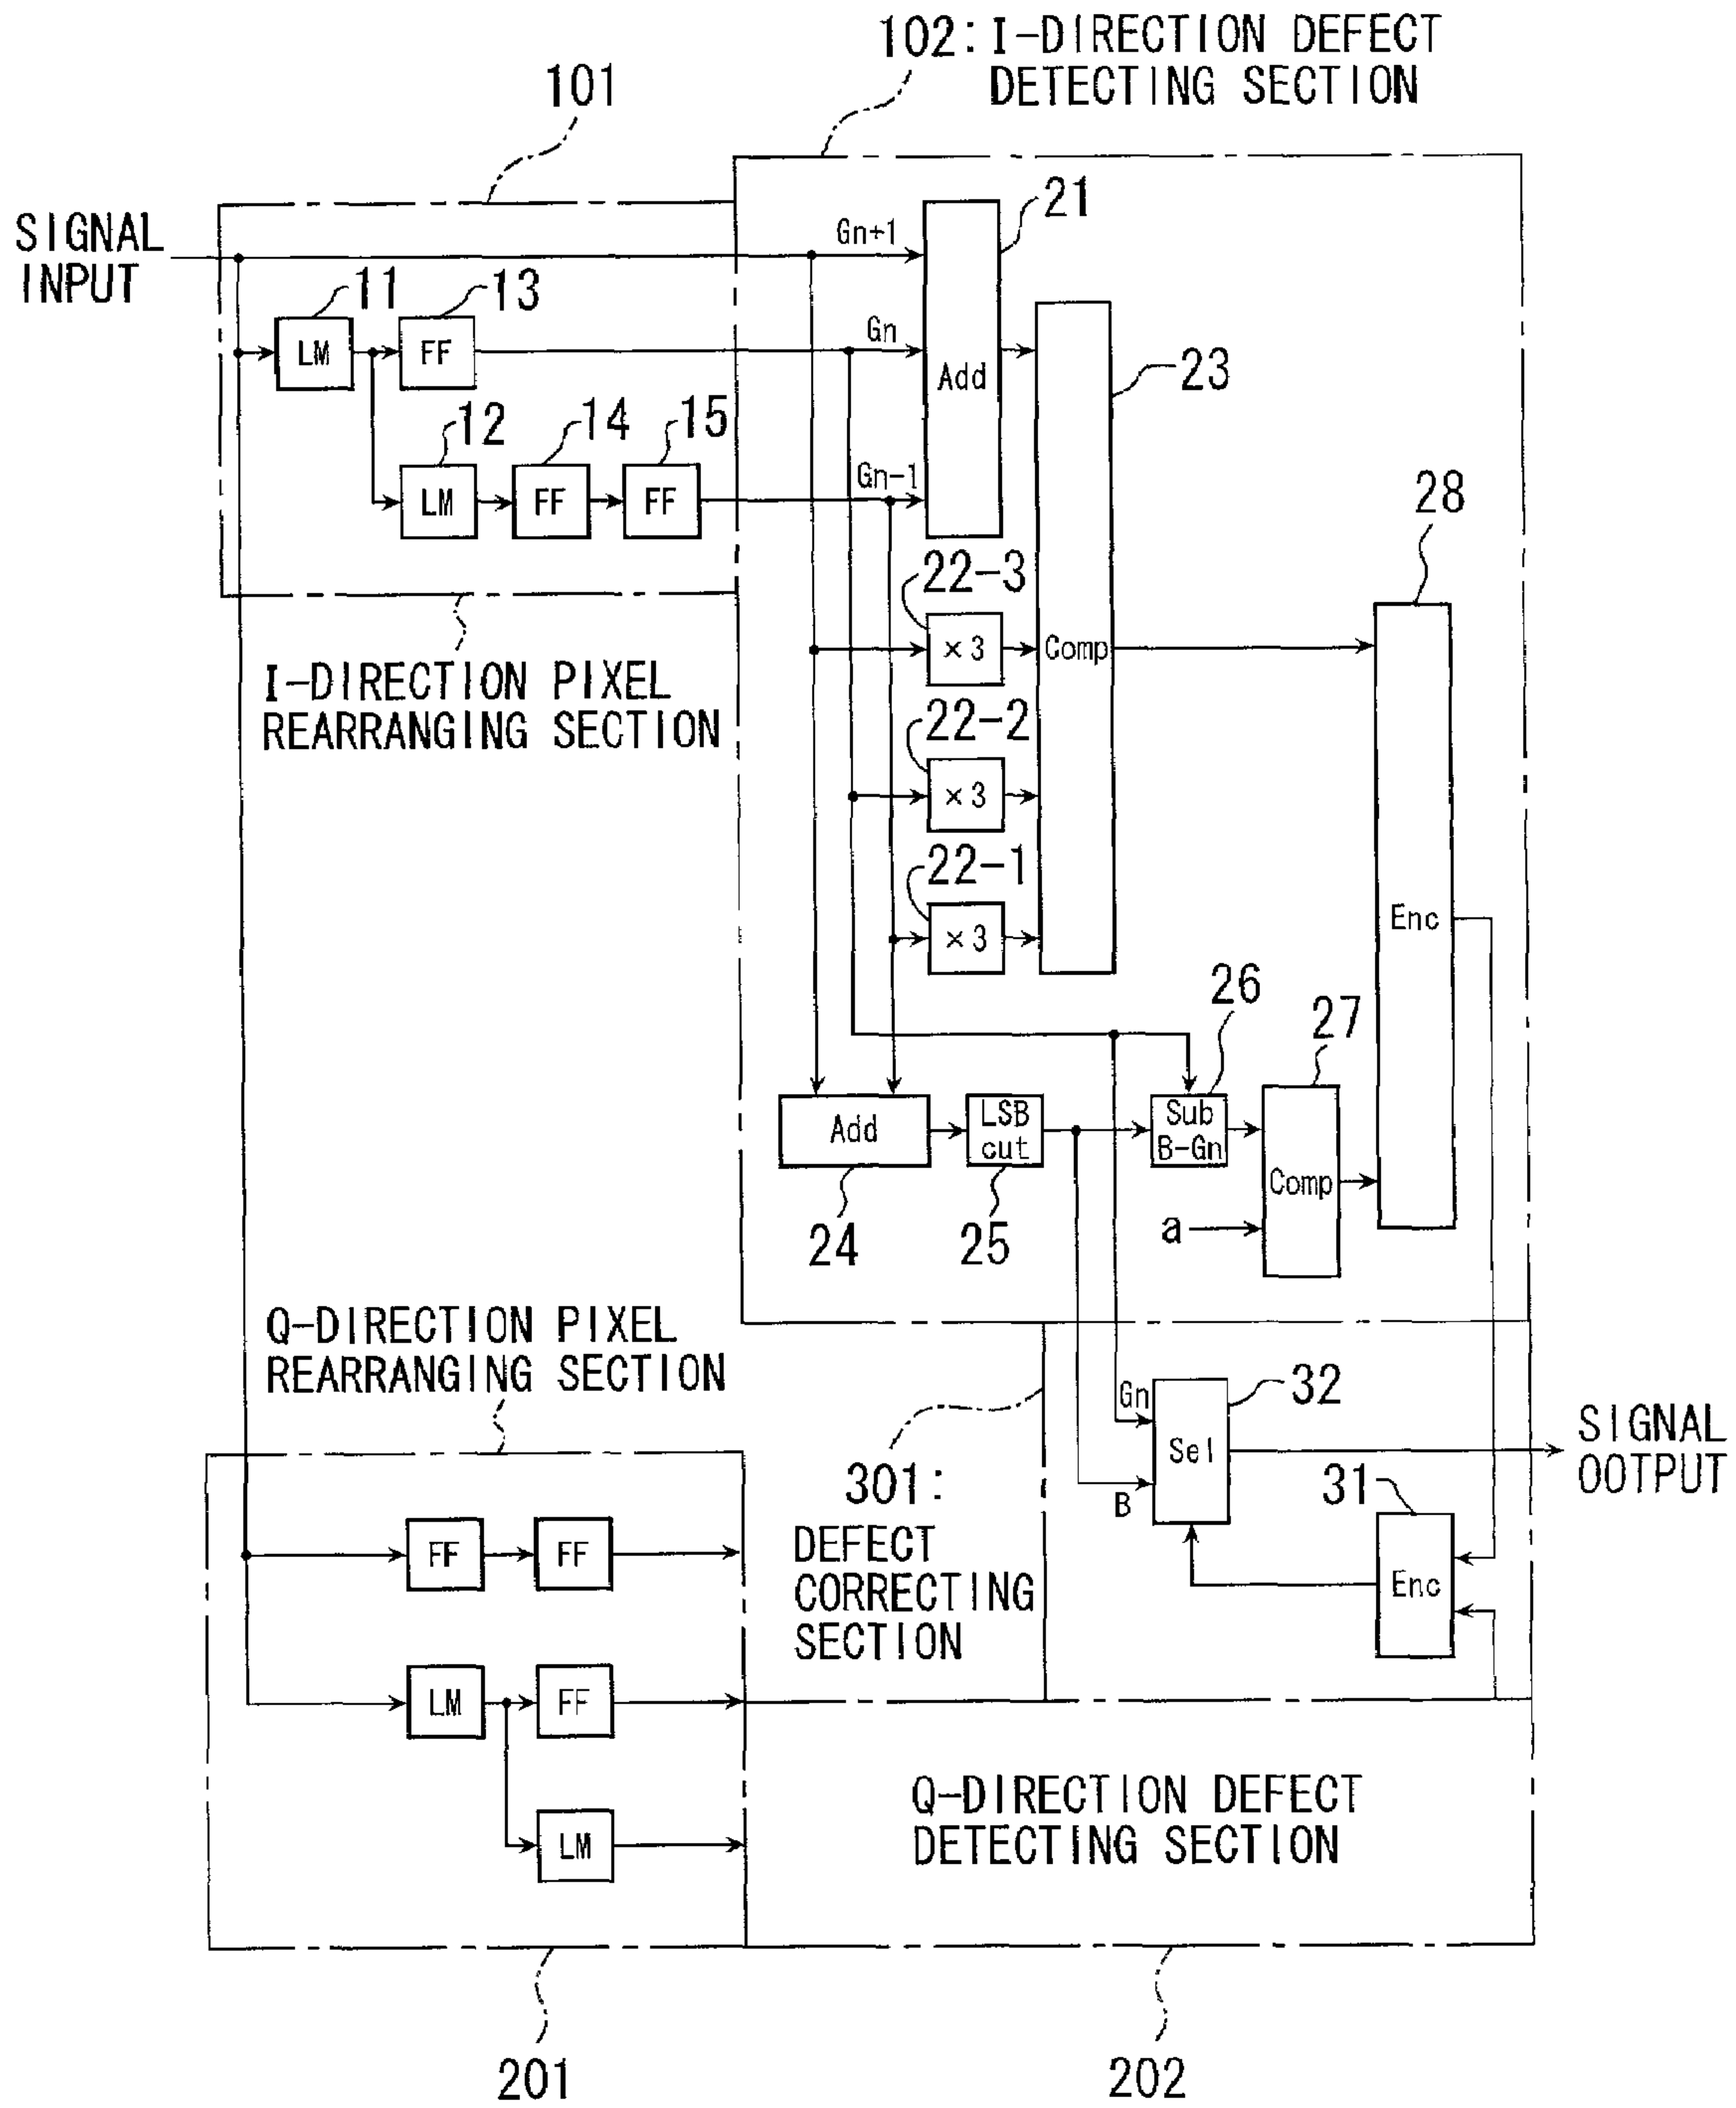 102: I-DIRECTION DEFECT
DETECTING SECTION
101
SIGNAL
INPUT
21
Gn+1
11
13
LM
FF
Gn
Add
23
12
14
15
LM
FF
FF
Gn-1
28
22-3
×3
Comp
I-DIRECTION PIXEL
REARRANGING SECTION
22-2
×3
22-1
×3
Enc
26
27
Add
LSB
cut
Sub
B-Gn
Comp
a
24
25
Q-DIRECTION PIXEL
REARRANGING SECTION
32
Gn
Sel
B
SIGNAL
OOTPUT
301:
DEFECT
CORRECTING
SECTION
31
Enc
FF
FF
LM
FF
LM
Q-DIRECTION DEFECT
DETECTING SECTION
201
202